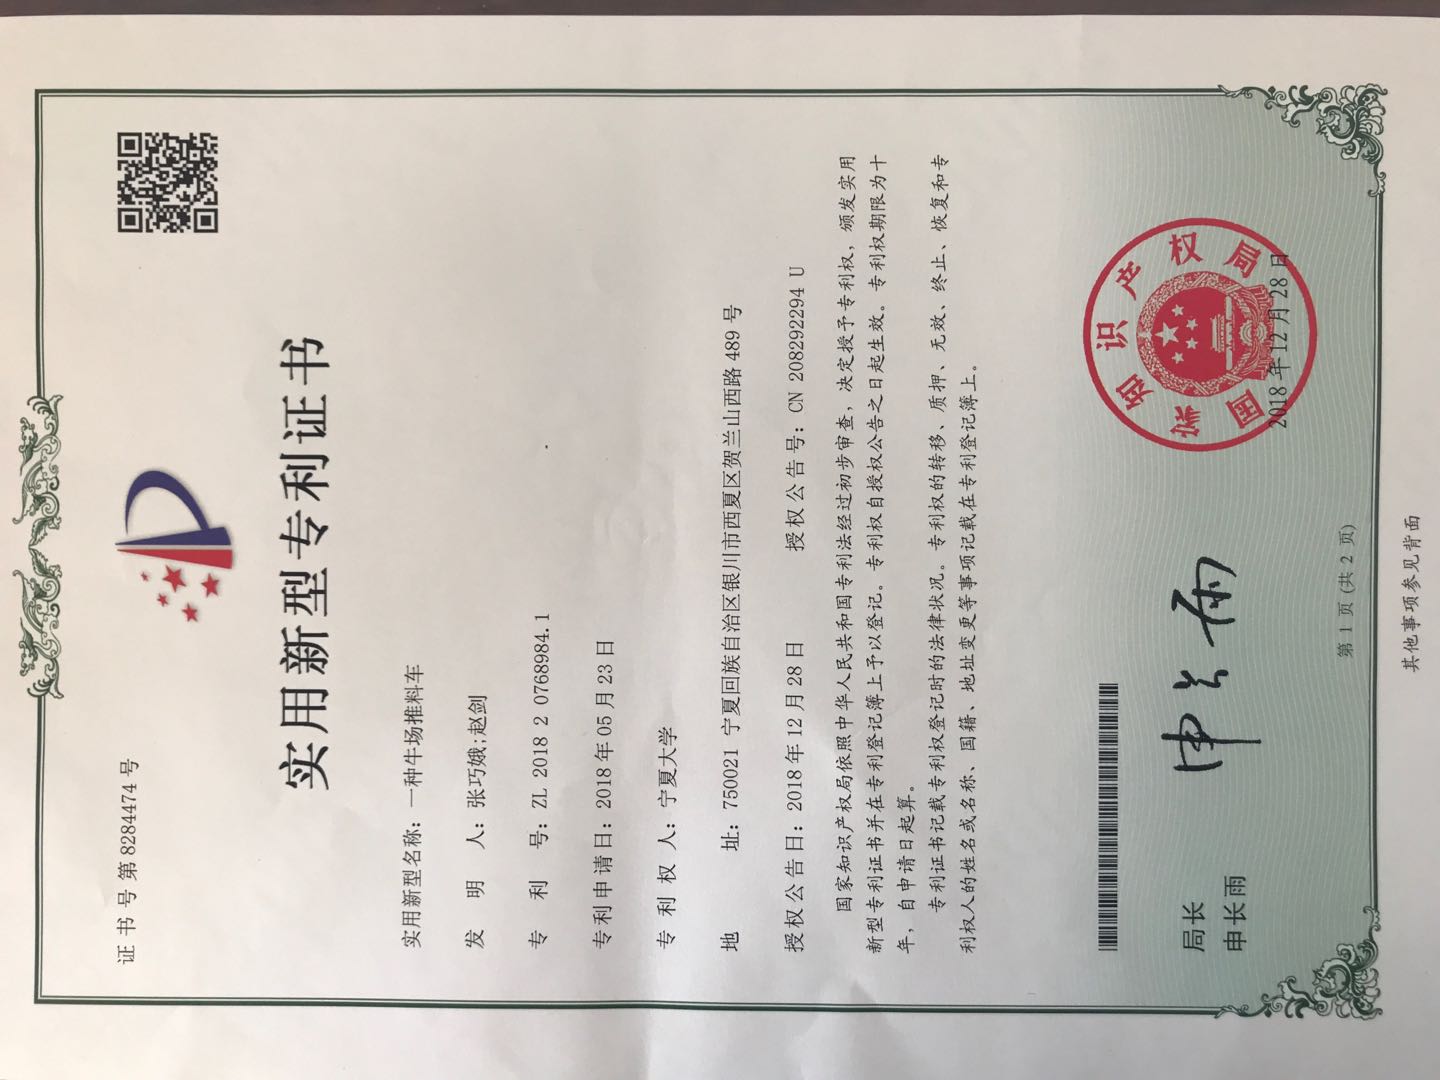 证书号第8284474号
实用新型专利证书
实用新型名称：一种牛场推料车
发明人：张巧娥;赵剑
专利号：ZL 2018 2 0768984.1
专利申请日：2018年05月23日
专利权人：宁夏大学
地址：750021 宁夏回族自治区银川市西夏区贺兰山西路489号
授权公告日：2018年12月28日 授权公告号：CN 208292294 U
国家知识产权局依照中华人民共和国专利法经过初步审查，决定授予专利权，颁发实用
新型专利证书并在专利登记簿上予以登记。专利权自授权公告之日起生效。专利权期限为十
年，自申请日起算。
专利证书记载专利权登记时的法律状况。专利权的转移、质押、无效、终止、恢复和专
利权人的姓名或名称、国籍、地址变更等事项记载在专利登记簿上。
局长
申长雨
申长雨
国家知识产权局
2018年12月28日
第 1 页 (共 2 页)
其他事项参见背面